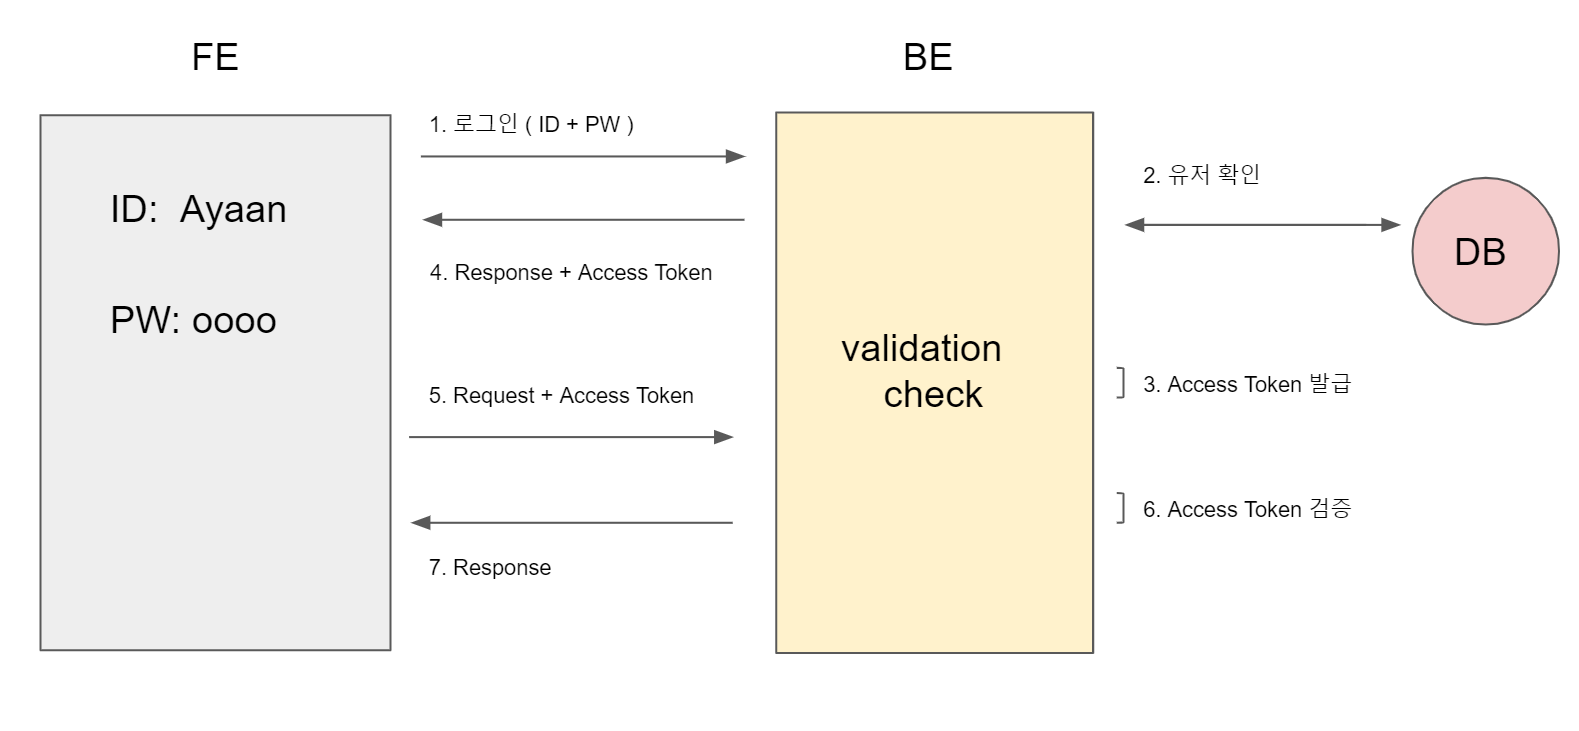 FE
BE
1. 로그인 ( ID + PW )
2. 유저 확인
ID: Ayaan
DB
4. Response + Access Token
PW: oooo
validation
check
3. Access Token 발급
5. Request + Access Token
6. Access Token 검증
7. Response